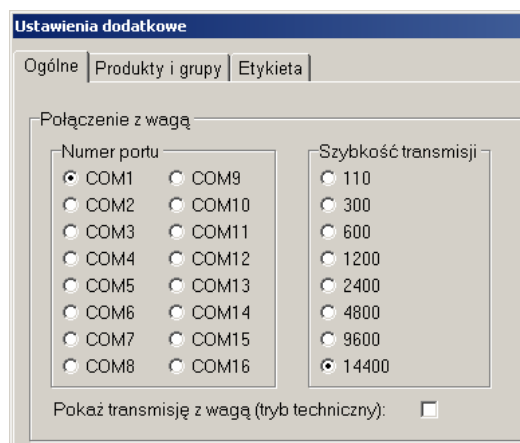 Ustawienia dodatkowe
Ogólne Produkty i grupy Etykieta
Połączenie z wagą
Numer portu Szybkość transmisji
COM1 COM9 110
COM2 COM10 300
COM3 COM11 600
COM4 COM12 1200
COM5 COM13 2400
COM6 COM14 4800
COM7 COM15 9600
COM8 COM16 14400
Pokaż transmisję z wagą (tryb techniczny):